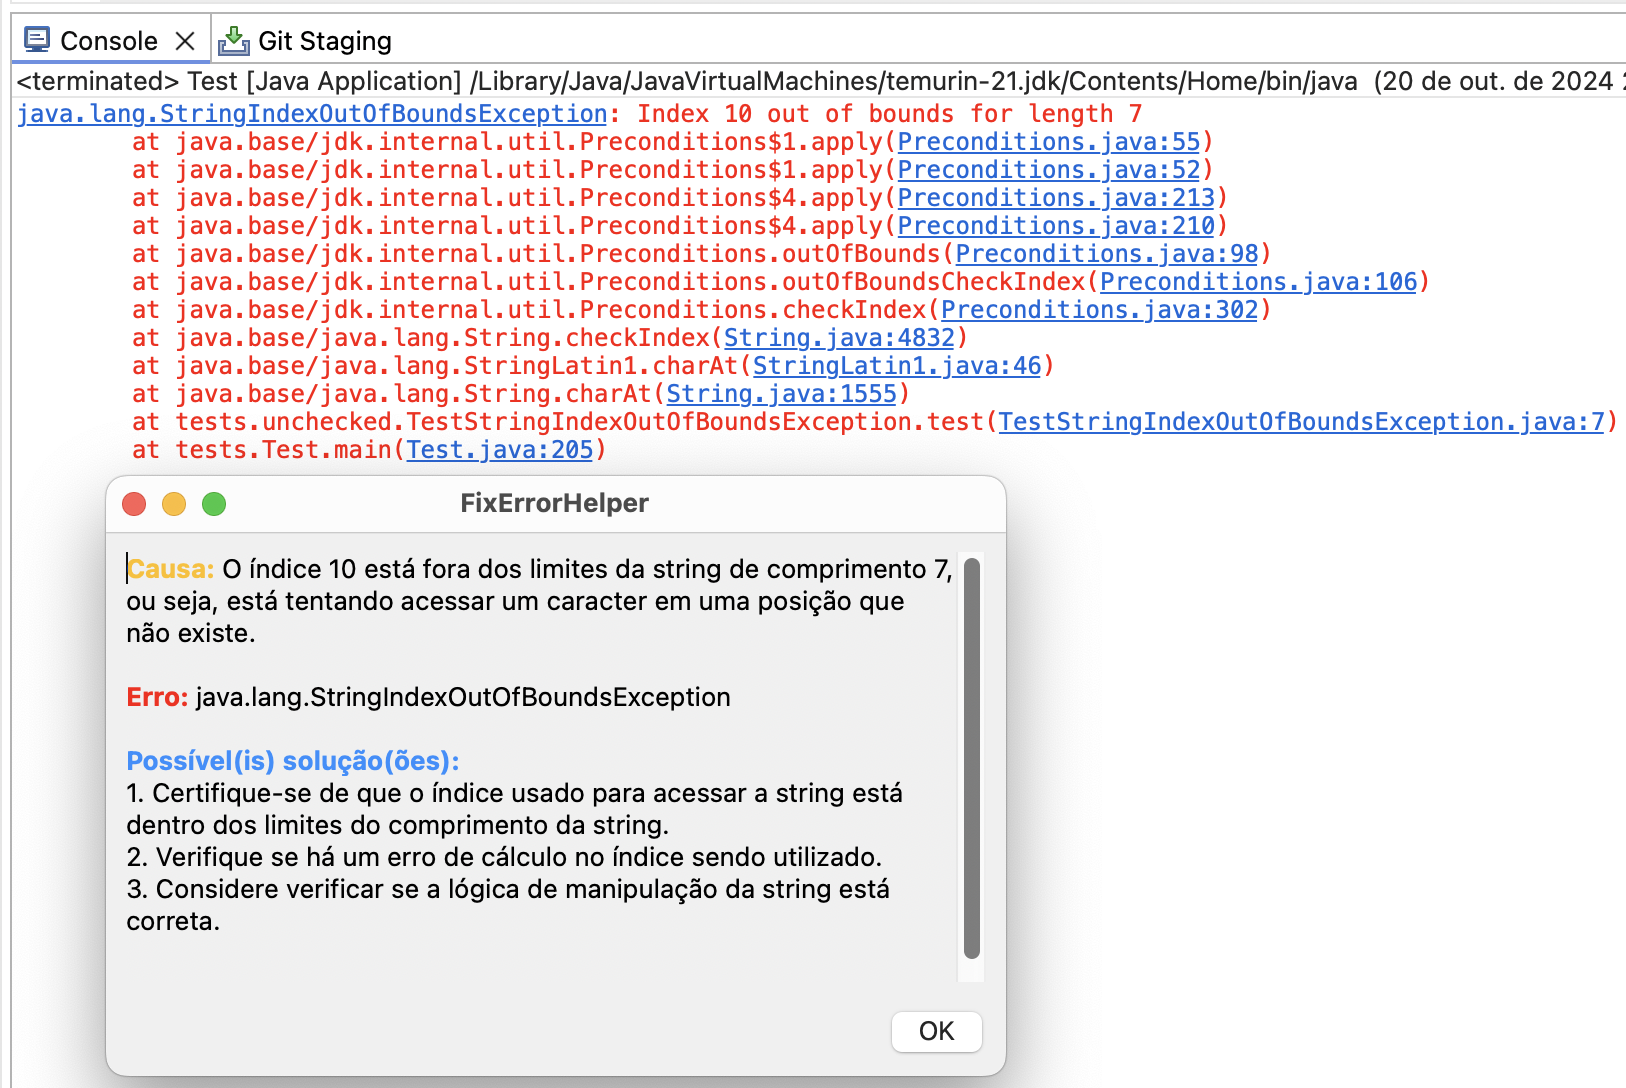 Console
Git Staging
<terminated> Test [Java Application] /Library/Java/JavaVirtualMachines/temurin-21.jdk/Contents/Home/bin/java (20 de out. de 2024
java.lang.StringIndexOutOfBoundsException: Index 10 out of bounds for length 7
at java.base/jdk.internal.util.Preconditions$1.apply(Preconditions.java:55)
at java.base/jdk.internal.util.Preconditions$1.apply(Preconditions.java:52)
at java.base/jdk.internal.util.Preconditions$4.apply(Preconditions.java:213)
at java.base/jdk.internal.util.Preconditions$4.apply(Preconditions.java:210)
at java.base/jdk.internal.util.Preconditions.outOfBounds(Preconditions.java:98)
at java.base/jdk.internal.util.Preconditions.outOfBoundsCheckIndex(Preconditions.java:106)
at java.base/jdk.internal.util.Preconditions.checkIndex(Preconditions.java:302)
at java.base/java.lang.String.checkIndex(String.java:4832)
at java.base/java.lang.StringLatin1.charAt(StringLatin1.java:46)
at java.base/java.lang.String.charAt(String.java:1555)
at tests.unchecked.TestStringIndexOutOfBoundsException.test(TestStringIndexOutOfBoundsException.java:7)
at tests.Test.main(Test.java:205)
FixErrorHelper
Causa: O índice 10 está fora dos limites da string de comprimento 7,
ou seja, está tentando acessar um caracter em uma posição que
não existe.
Erro: java.lang.StringIndexOutOfBoundsException
Possível(is) solução(ões):
1. Certifique-se de que o índice usado para acessar a string está
dentro dos limites do comprimento da string.
2. Verifique se há um erro de cálculo no índice sendo utilizado.
3. Considere verificar se a lógica de manipulação da string está
correta.
OK